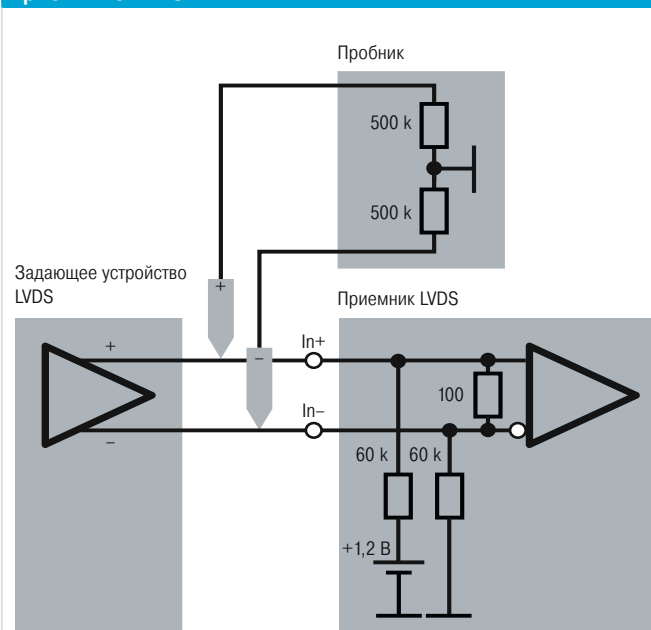 Пробник
500 k
500 k
Задающее устройство
LVDS
+
Приемник LVDS
+
In+
–
100
In–
–
60 k 60 k
+1,2 В